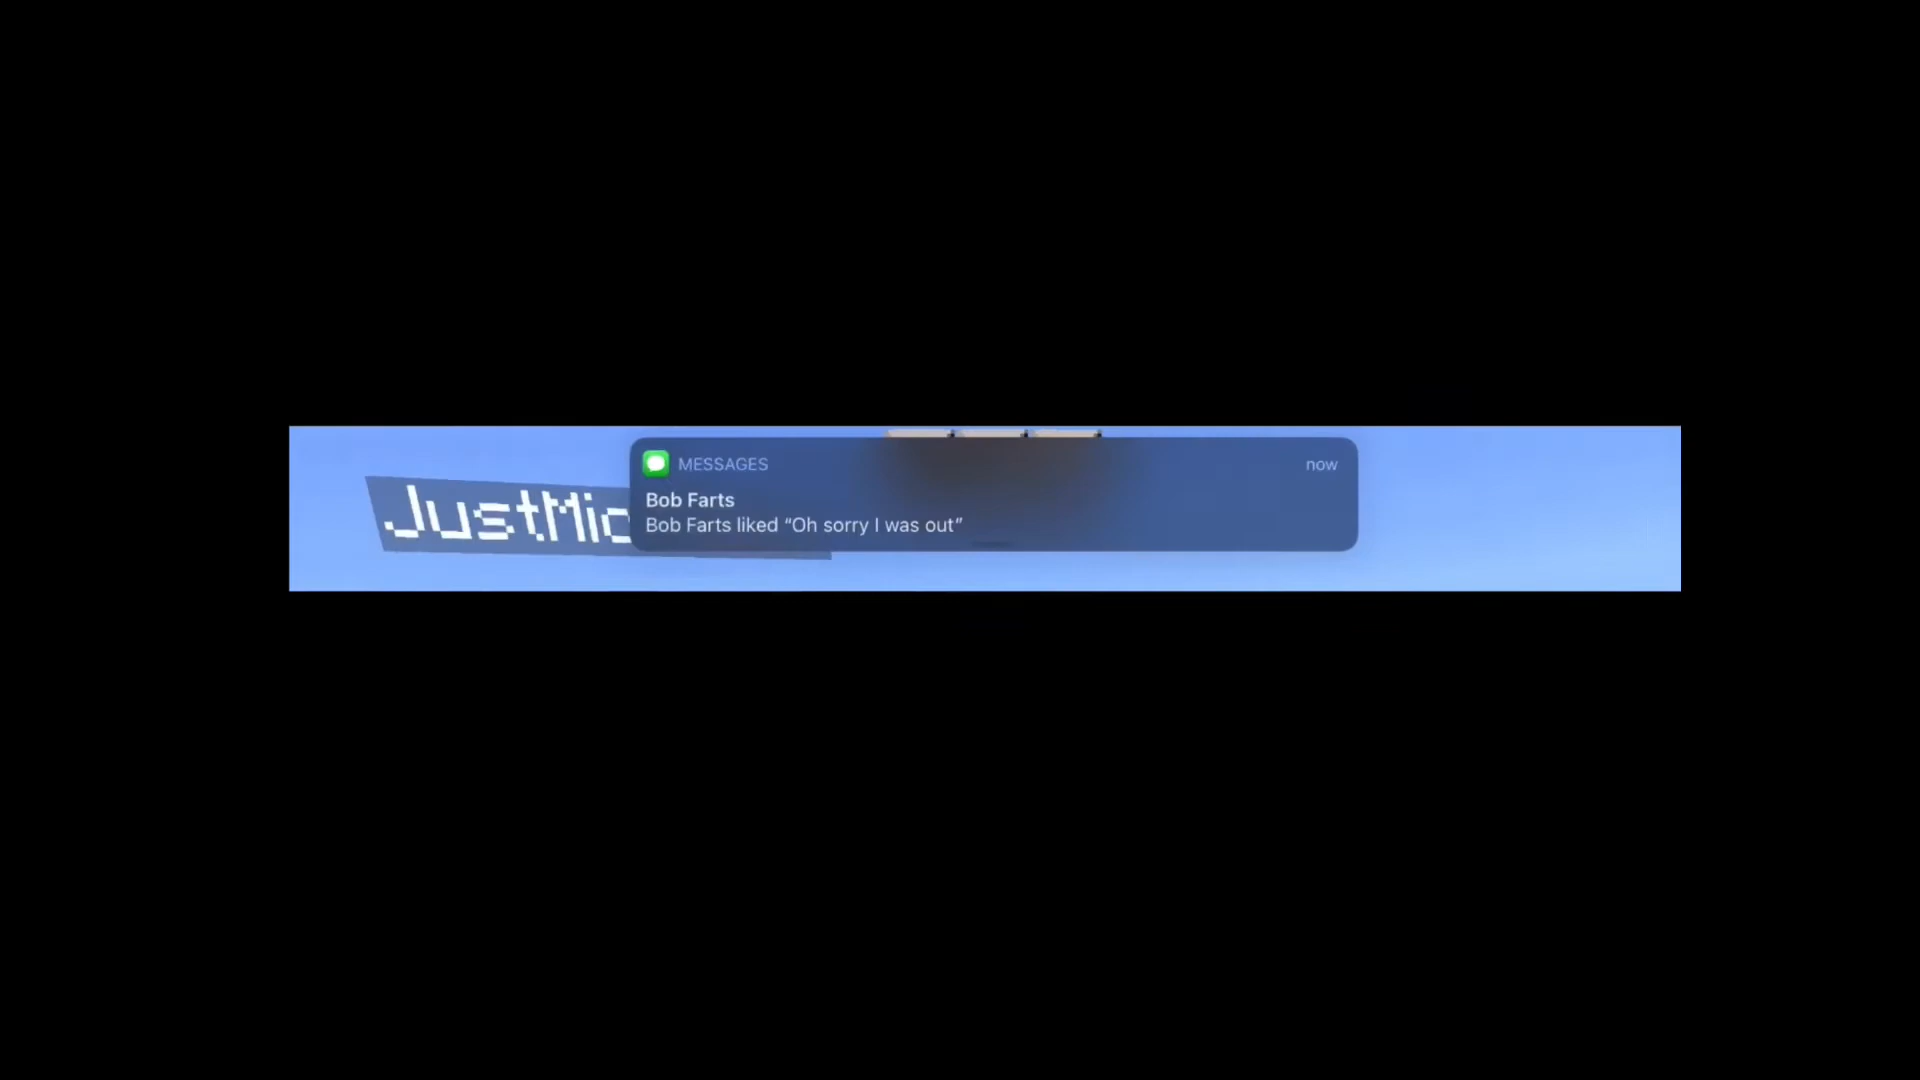 MESSAGES
now
JustMic
Bob Farts
Bob Farts liked “Oh sorry I was out”